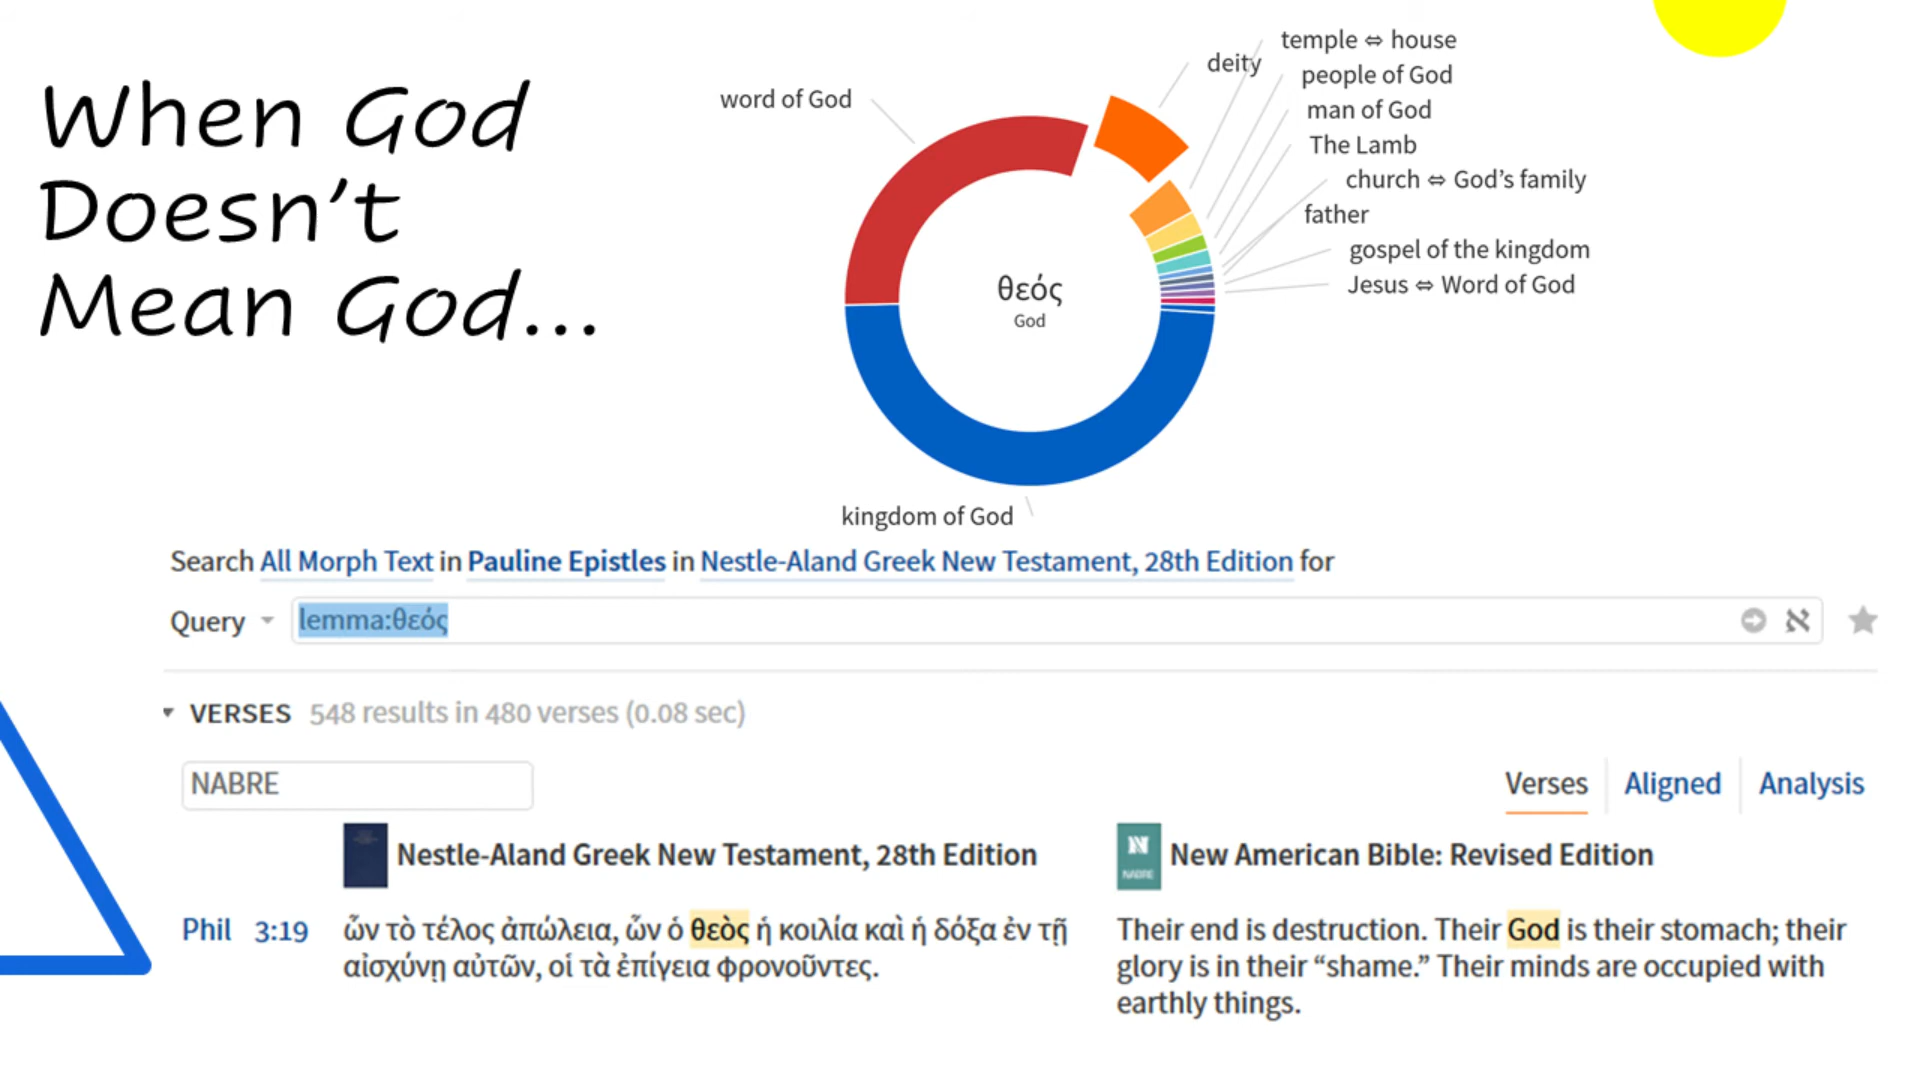 When God
Doesn’t
Mean God...
word of God
deity
temple ⇔ house
people of God
man of God
The Lamb
church ⇔ God’s family
father
gospel of the kingdom
Jesus ⇔ Word of God
θεός
God
kingdom of God
Search All Morph Text in Pauline Epistles in Nestle-Aland Greek New Testament, 28th Edition for
Query lemma:θεός
VERSES 548 results in 480 verses (0.08 sec)
NABRE
Verses Aligned Analysis
Nestle-Aland Greek New Testament, 28th Edition
N
NABRE
New American Bible: Revised Edition
Phil 3:19
ὧν τὸ τέλος ἀπώλεια, ὧν ὁ θεὸς ἡ κοιλία καὶ ἡ δόξα ἐν τῇ
αἰσχύνῃ αὐτῶν, οἱ τὰ ἐπίγεια φρονοῦντες.
Their end is destruction. Their God is their stomach; their
glory is in their “shame.” Their minds are occupied with
earthly things.